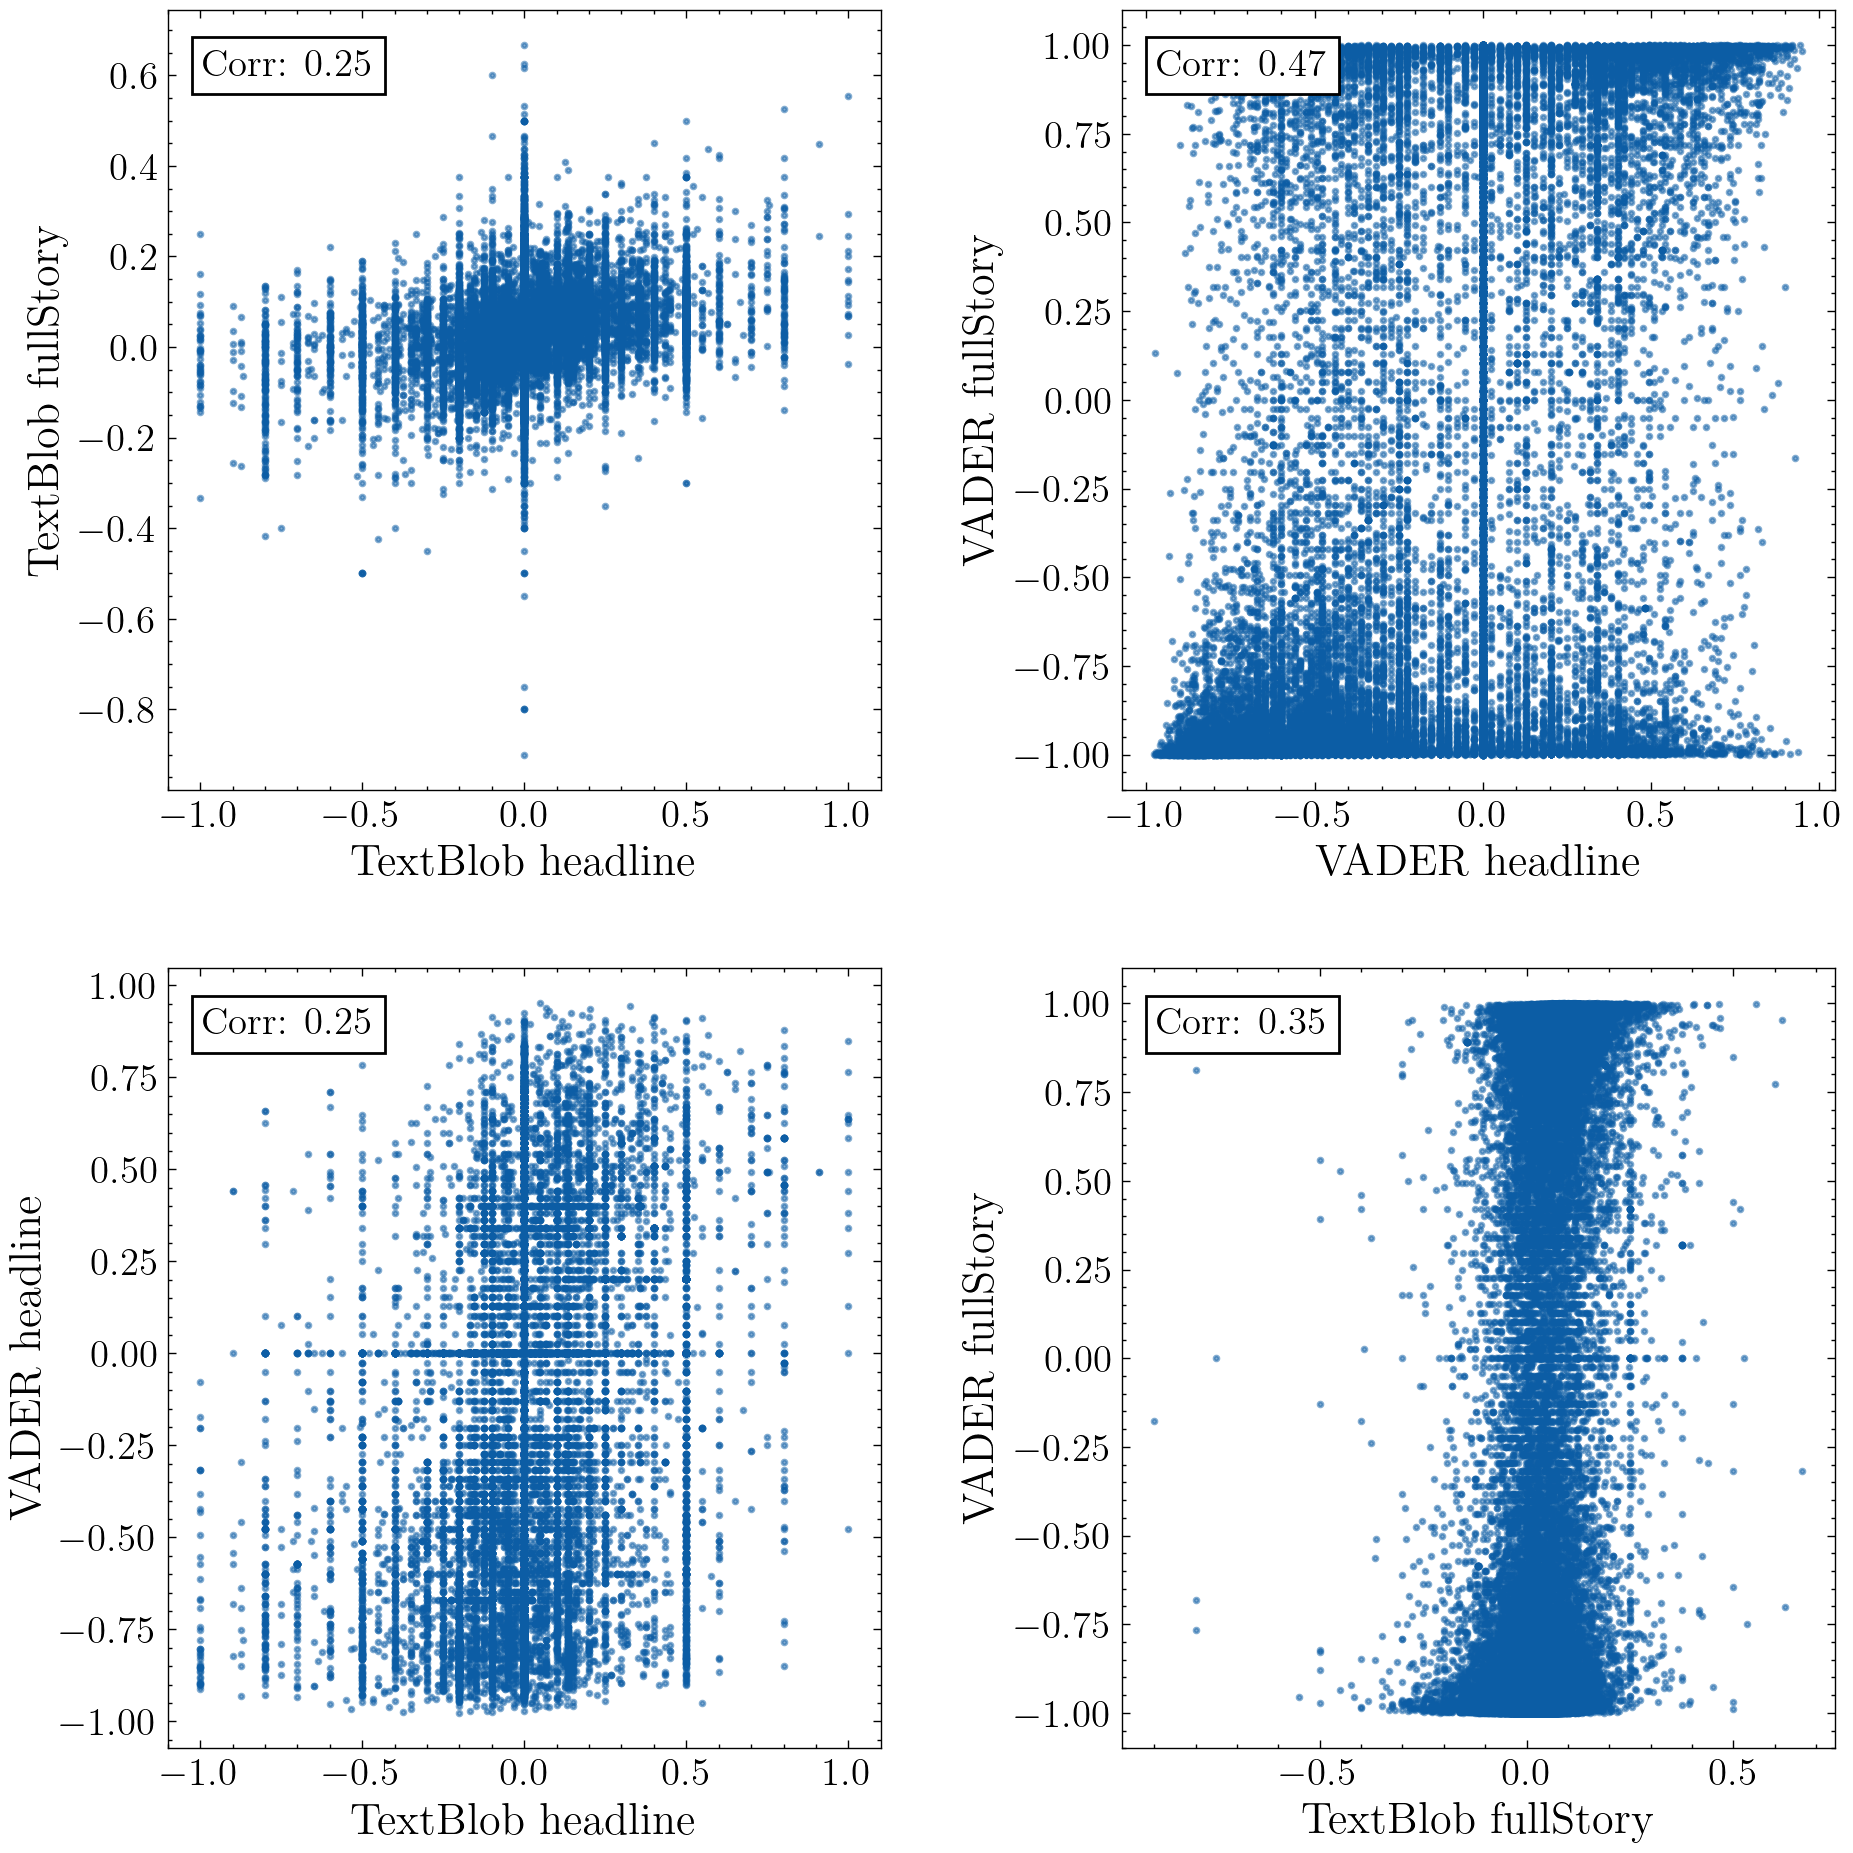 Corr: 0.25
0.6
0.4
0.2
0.0
−0.2
−0.4
−0.6
−0.8
TextBlob fullStory
−1.0 −0.5 0.0 0.5 1.0
TextBlob headline
Corr: 0.47
1.00
0.75
0.50
0.25
0.00
−0.25
−0.50
−0.75
−1.00
VADER fullStory
−1.0 −0.5 0.0 0.5 1.0
VADER headline
Corr: 0.25
1.00
0.75
0.50
0.25
0.00
−0.25
−0.50
−0.75
−1.00
VADER headline
−1.0 −0.5 0.0 0.5 1.0
TextBlob headline
Corr: 0.35
1.00
0.75
0.50
0.25
0.00
−0.25
−0.50
−0.75
−1.00
VADER fullStory
−0.5 0.0 0.5
TextBlob fullStory